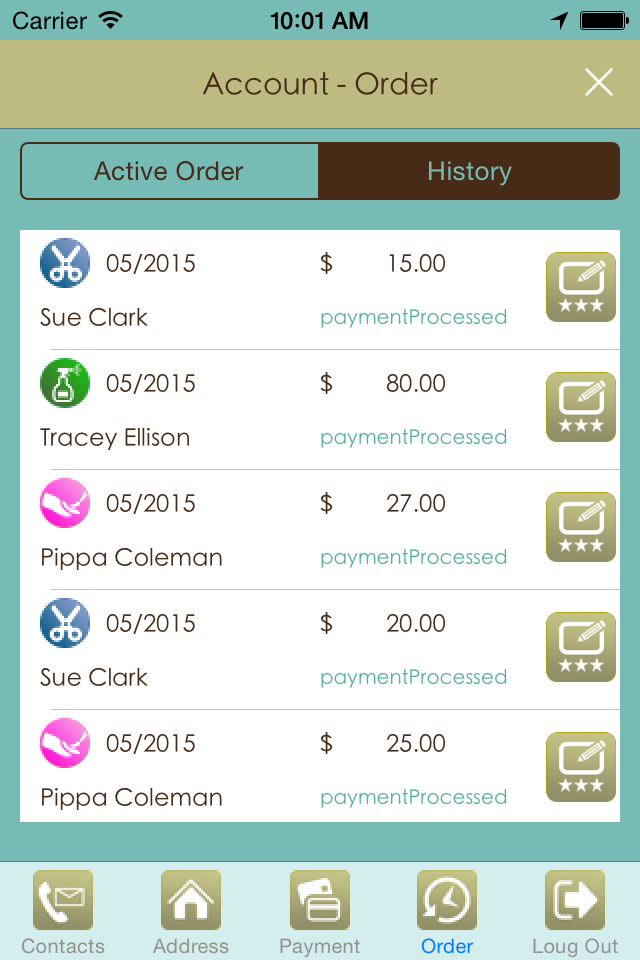 Carrier 10:01 AM
Account - Order
Active Order History
05/2015 $ 15.00
Sue Clark paymentProcessed
05/2015 $ 80.00
Tracey Ellison paymentProcessed
05/2015 $ 27.00
Pippa Coleman paymentProcessed
05/2015 $ 20.00
Sue Clark paymentProcessed
05/2015 $ 25.00
Pippa Coleman paymentProcessed
Contacts Address Payment Order Loug Out